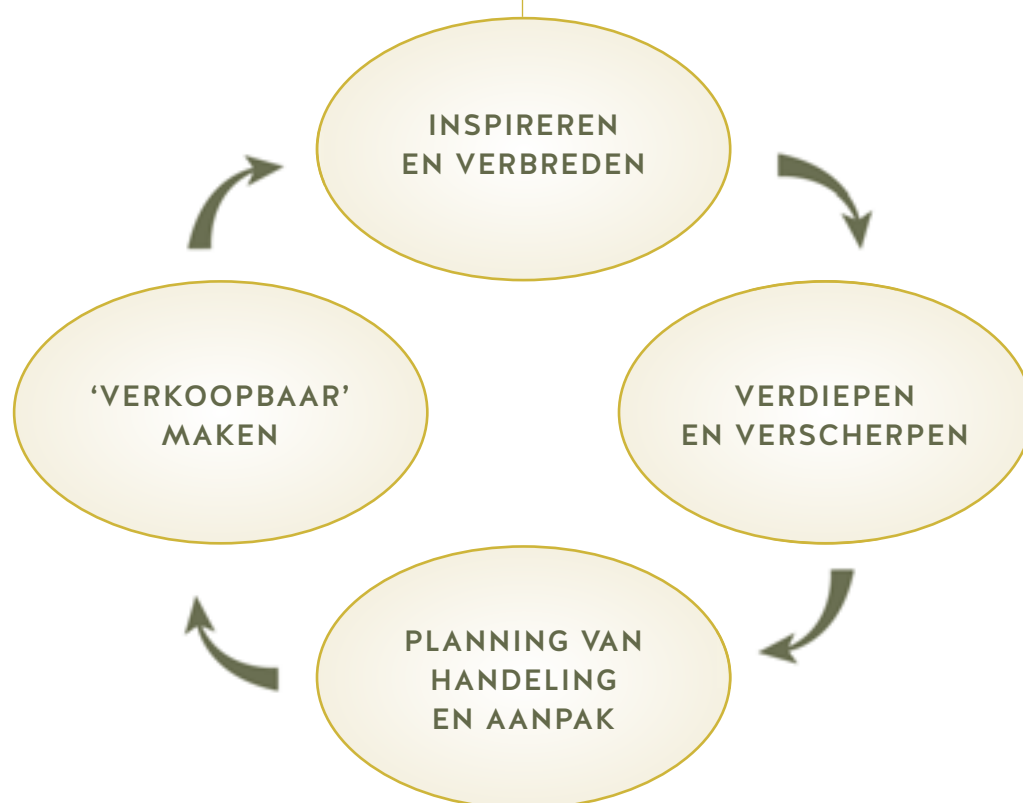 INSPIREREN
EN VERBREDEN
‘VERKOOPBAAR’
MAKEN
VERDIEPEN
EN VERSCHERPEN
PLANNING VAN
HANDELING
EN AANPAK